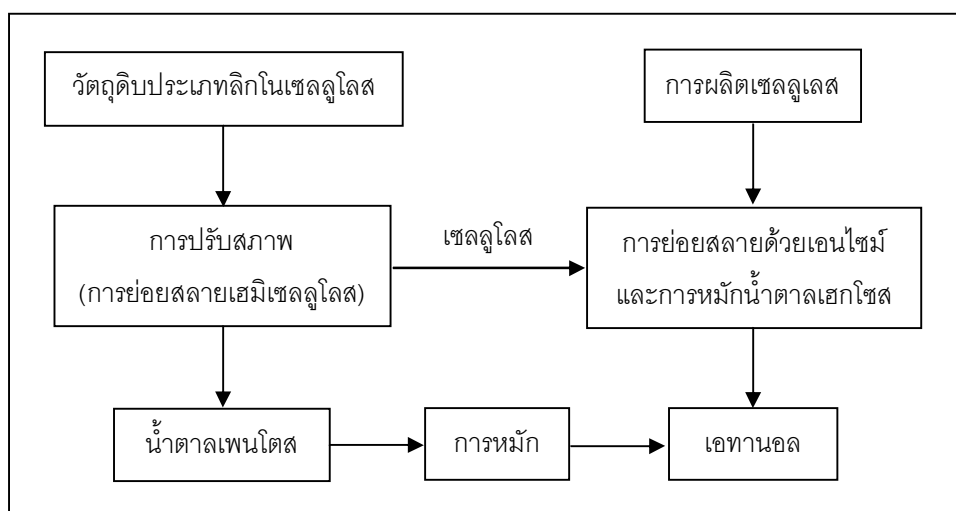 วัตถุดิบประเภทลิกโนเซลลูโลส
การผลิตเซลลูเลส
การปรับสภาพ
(การย่อยสลายเฮมิเซลลูโลส)
เซลลูโลส
การย่อยสลายด้วยเอนไซม์
และการหมักน้ำตาลเฮกโซส
น้ำตาลเพนโตส
การหมัก
เอทานอล